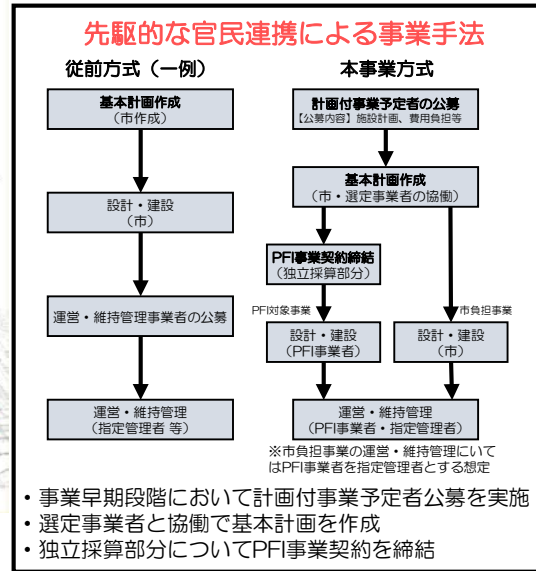 先駆的な官民連携による事業手法
従前方式（一例）
基本計画作成
（市作成）
設計・建設
（市）
運営・維持管理事業者の公募
運営・維持管理
（指定管理者 等）
本事業方式
計画付事業予定者の公募
【公募内容】施設計画、費用負担等
基本計画作成
（市・選定事業者の協働）
PFI事業契約締結
（独立採算部分）
PFI対象事業
市負担事業
設計・建設
（PFI事業者）
設計・建設
（市）
運営・維持管理
（PFI事業者・指定管理者）
※市負担事業の運営・維持管理にいて
はPFI事業者を指定管理者とする想定
・事業早期段階において計画付事業予定者公募を実施
・選定事業者と協働で基本計画を作成
・独立採算部分についてPFI事業契約を締結